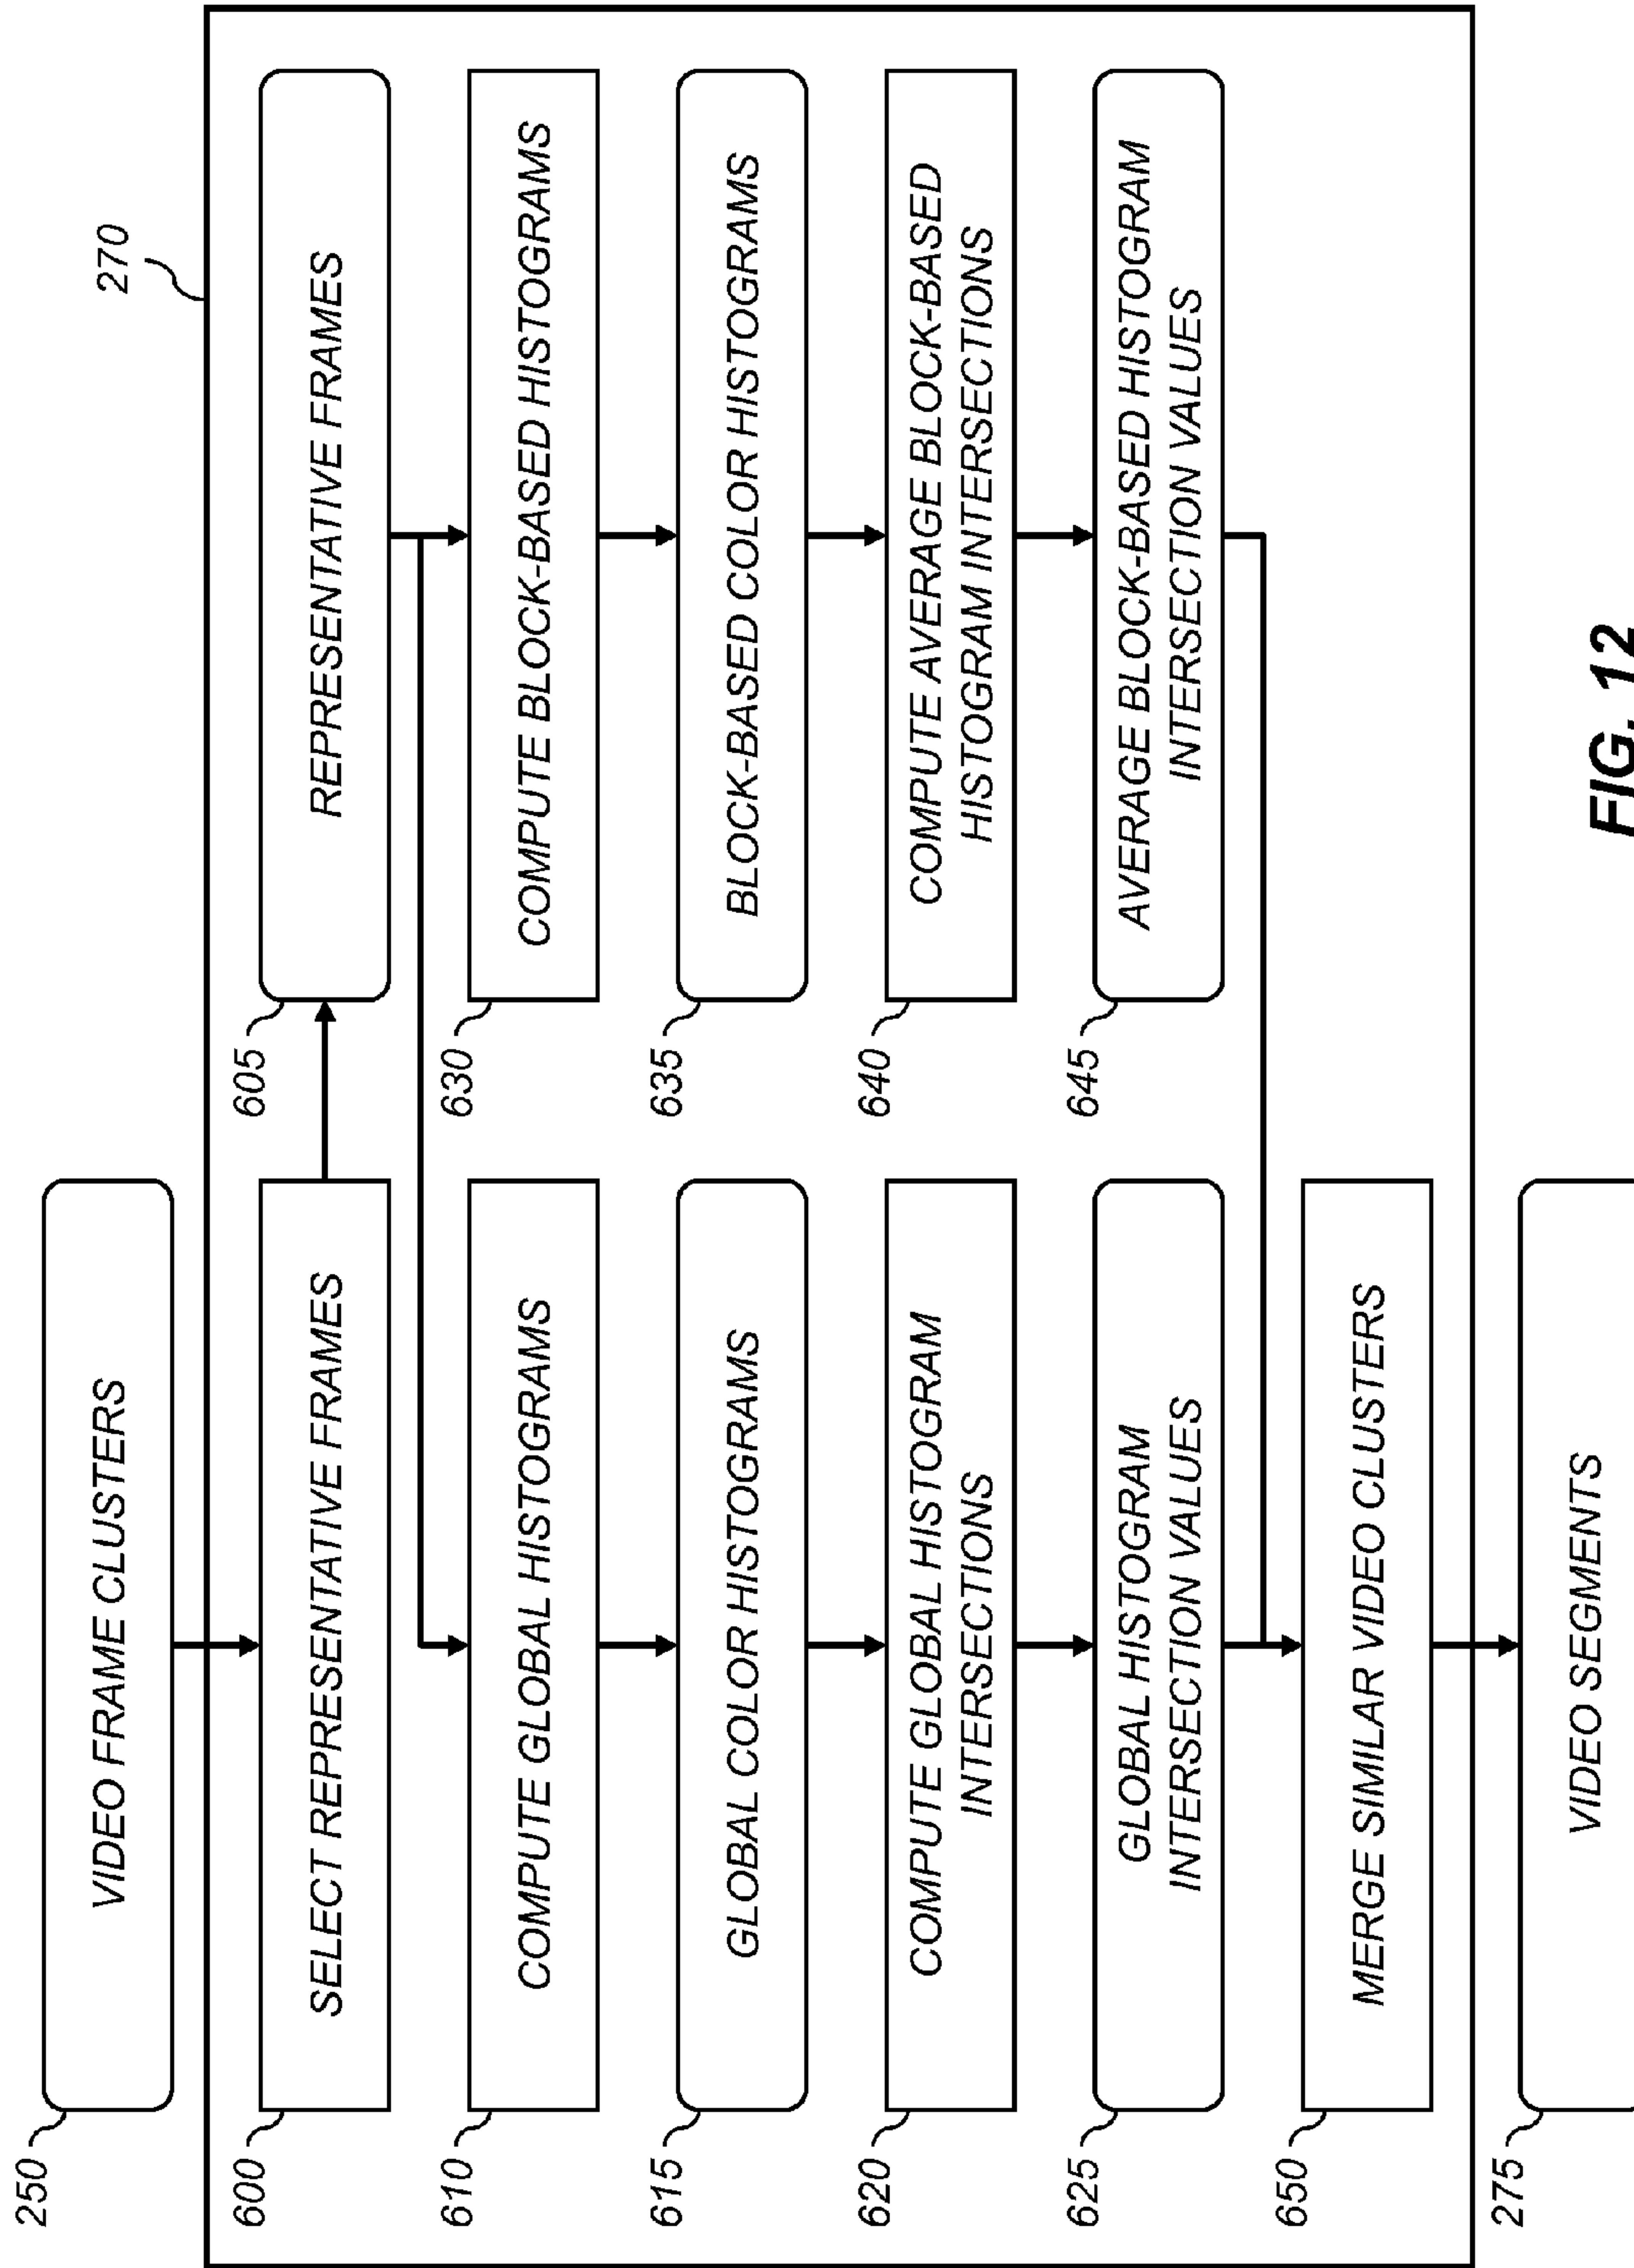 250
VIDEO FRAME CLUSTERS
270
600
SELECT REPRESENTATIVE FRAMES
605
REPRESENTATIVE FRAMES
610
COMPUTE GLOBAL HISTOGRAMS
630
COMPUTE BLOCK-BASED HISTOGRAMS
615
GLOBAL COLOR HISTOGRAMS
635
BLOCK-BASED COLOR HISTOGRAMS
620
COMPUTE GLOBAL HISTOGRAM
INTERSECTIONS
640
COMPUTE AVERAGE BLOCK-BASED
HISTOGRAM INTERSECTIONS
625
GLOBAL HISTOGRAM
INTERSECTION VALUES
645
AVERAGE BLOCK-BASED HISTOGRAM
INTERSECTION VALUES
650
MERGE SIMILAR VIDEO CLUSTERS
275
VIDEO SEGMENTS
FIG. 12